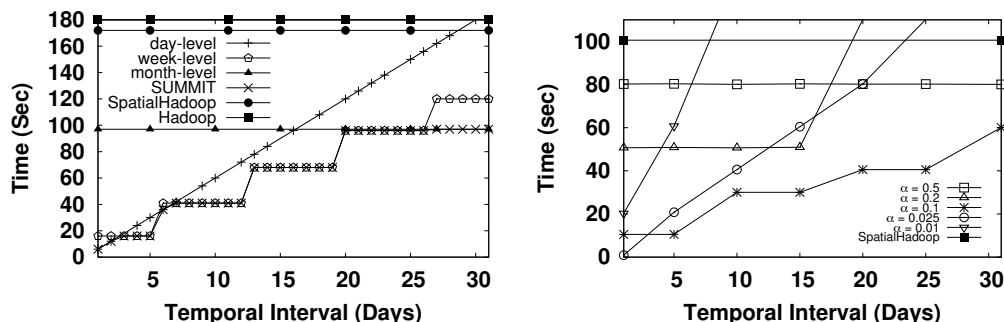 180
160
140
120
100
80
60
40
20
0
Time (Sec)
day-level
week-level
month-level
SUMMIT
SpatialHadoop
Hadoop
5
10
15
20
25
30
Temporal Interval (Days)
100
80
60
40
20
0
Time (sec)
α = 0.5
α = 0.2
α = 0.1
α = 0.025
α = 0.01
SpatialHadoop
5
10
15
20
25
30
Temporal Interval (Days)